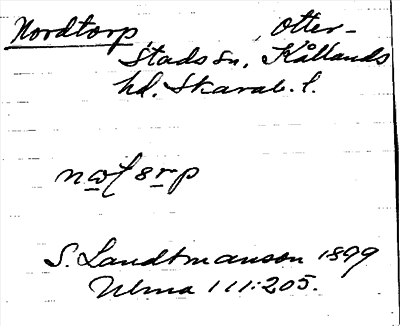 Nordtorp, Otter-
Stads sn, Kållands
hd, Skarab. l.
S. Landtmanson 1899
Ulma 111:205.